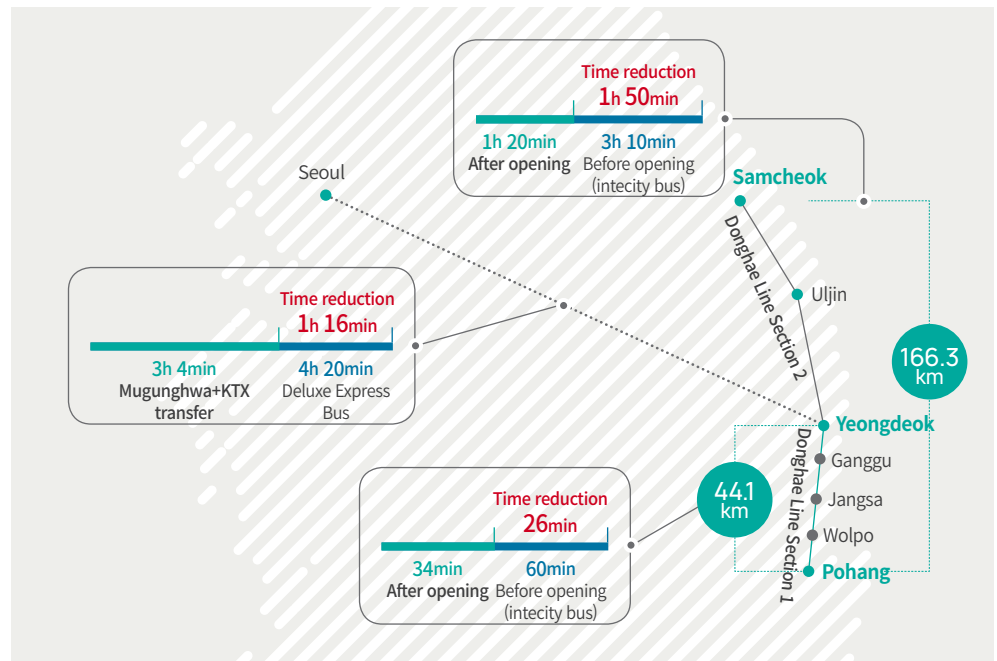 Time reduction
1h 50min
1h 20min
After opening
3h 10min
Before opening
(intecity bus)
Seoul
Samcheok
Donghae Line Section 2
Uljin
Time reduction
1h 16min
3h 4min
Mugunghwa+KTX
transfer
4h 20min
Deluxe Express
Bus
166.3
km
Yeongdeok
Donghae Line Section 1
Ganggu
Jangsa
Wolpo
Pohang
44.1
km
Time reduction
26min
34min
After opening
60min
Before opening
(intecity bus)